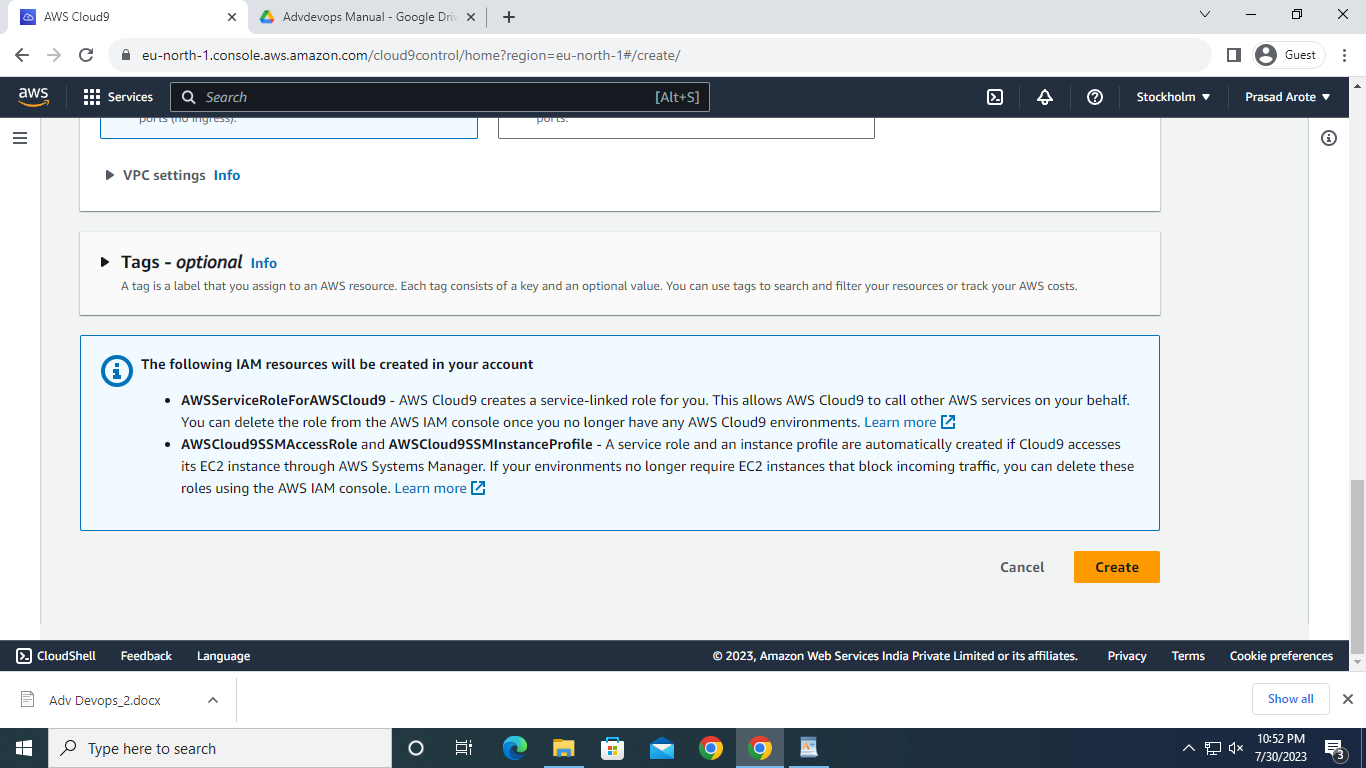 AWS Cloud9
Advdevops Manual - Google Driv
eu-north-1.console.aws.amazon.com/cloud9control/home?region=eu-north-1#/create/
Guest
aws
Services
Search
[Alt+S]
Stockholm
Prasad Arote
ports (no ingress).
ports.
VPC settings Info
Tags - optional Info
A tag is a label that you assign to an AWS resource. Each tag consists of a key and an optional value. You can use tags to search and filter your resources or track your AWS costs.
The following IAM resources will be created in your account
• AWSServiceRoleForAWSCloud9 - AWS Cloud9 creates a service-linked role for you. This allows AWS Cloud9 to call other AWS services on your behalf.
You can delete the role from the AWS IAM console once you no longer have any AWS Cloud9 environments. Learn more
• AWSCloud9SSMAccessRole and AWSCloud9SSMInstanceProfile - A service role and an instance profile are automatically created if Cloud9 accesses
its EC2 instance through AWS Systems Manager. If your environments no longer require EC2 instances that block incoming traffic, you can delete these
roles using the AWS IAM console. Learn more
Cancel
Create
CloudShell
Feedback
Language
© 2023, Amazon Web Services India Private Limited or its affiliates.
Privacy
Terms
Cookie preferences
Adv Devops_2.docx
Show all
Type here to search
10:52 PM
7/30/2023
3